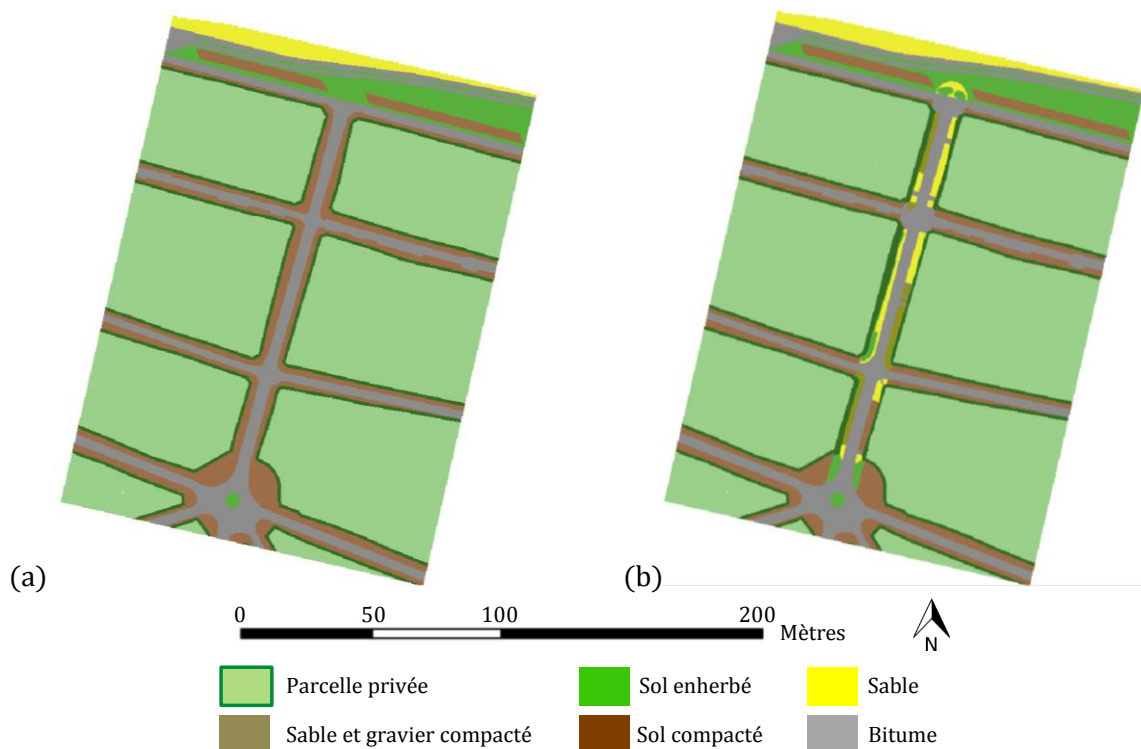 (a)
(b)
0 50 100 200
Mètres
N
Parcelle privée
Sol enherbé
Sable
Sable et gravier compacté
Sol compacté
Bitume